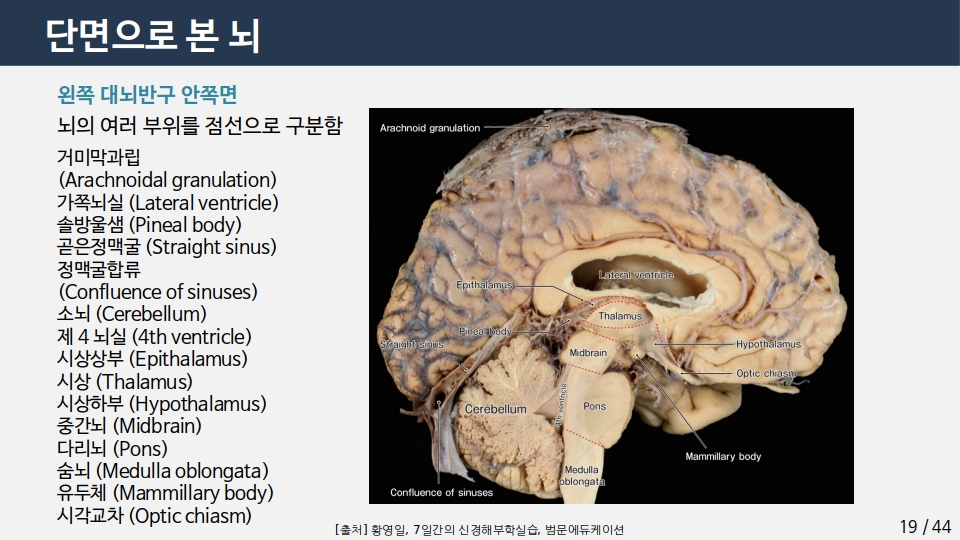 단면으로 본 뇌
왼쪽 대뇌반구 안쪽면
뇌의 여러 부위를 점선으로 구분함
거미막과립
(Arachnoidal granulation)
가쪽뇌실 (Lateral ventricle)
솔방울샘 (Pineal body)
곧은정맥굴 (Straight sinus)
정맥굴합류
(Confluence of sinuses)
소뇌 (Cerebellum)
제 4 뇌실 (4th ventricle)
시상상부 (Epithalamus)
시상 (Thalamus)
시상하부 (Hypothalamus)
중간뇌 (Midbrain)
다리뇌 (Pons)
숨뇌 (Medulla oblongata)
유두체 (Mammillary body)
시각교차 (Optic chiasm)
Arachnoid granulation
Lateral ventricle
Epithalamus
Thalamus
Pineal body
Straight sinus
Hypothalamus
Midbrain
Optic chiasm
4th ventricle
Cerebellum
Pons
Mammillary body
Medulla
oblongata
Confluence of sinuses
[출처] 황영일, 7일간의 신경해부학실습, 범문에듀케이션
19 / 44